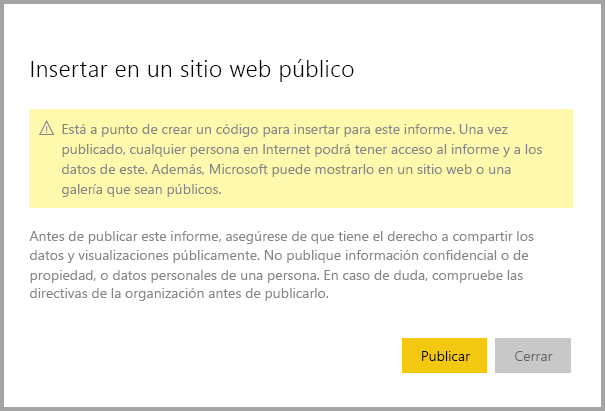 Insertar en un sitio web público
Está a punto de crear un código para insertar para este informe. Una vez
publicado, cualquier persona en Internet podrá tener acceso al informe y a los
datos de este. Además, Microsoft puede mostrarlo en un sitio web o una
galería que sean públicos.
Antes de publicar este informe, asegúrese de que tiene el derecho a compartir los
datos y visualizaciones públicamente. No publique información confidencial o de
propiedad, o datos personales de una persona. En caso de duda, compruebe las
directivas de la organización antes de publicarlo.
Publicar
Cerrar